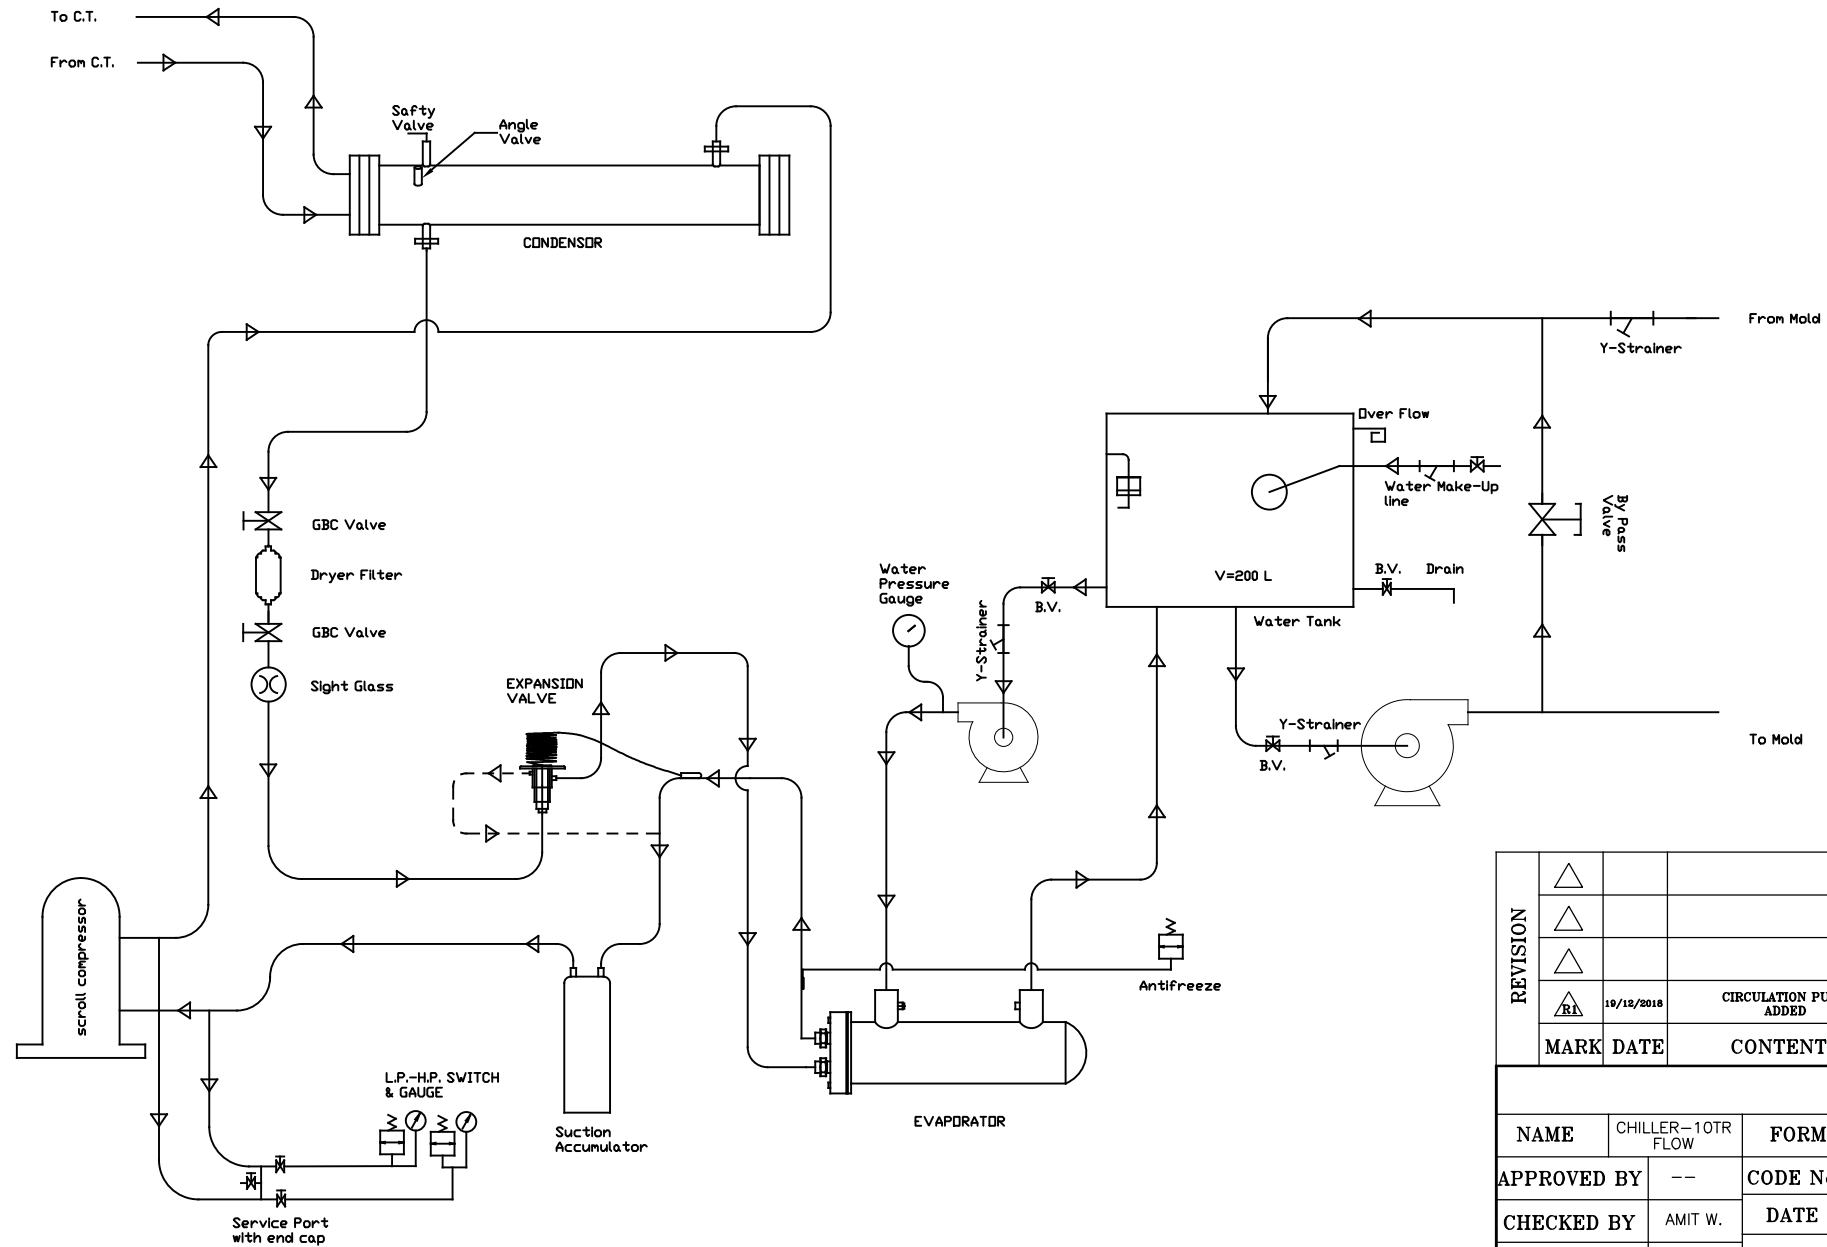 To C.T.
From C.T.
Safty
Valve
Angle
Valve
CONDENSOR
From Mold
Y-Strainer
Over Flow
Water Make-Up
line
By Pass
Valve
GBC Valve
Dryer Filter
GBC Valve
Sight Glass
Water
Pressure
Gauge
V=200 L
B.V.
Drain
B.V.
Y-Strainer
Water Tank
EXPANSION
VALVE
Y-Strainer
B.V.
To Mold
scroll compressor
Antifreeze
EVAPORATOR
L.P.-H.P. SWITCH
& GAUGE
Suction
Accumulator
Service Port
with end cap
REVISION
R1
19/12/2018
CIRCULATION PU
ADDED
MARK
DATE
CONTENT
NAME
CHILLER-10TR
FLOW
FORM
APPROVED BY
--
CODE No
CHECKED BY
AMIT W.
DATE